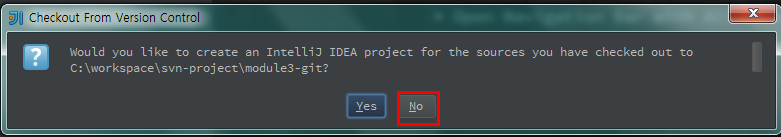 Checkout From Version Control
Would you like to create an IntelliJ IDEA project for the sources you have checked out to
C:\workspace\svn-project\module3-git?
Yes
No